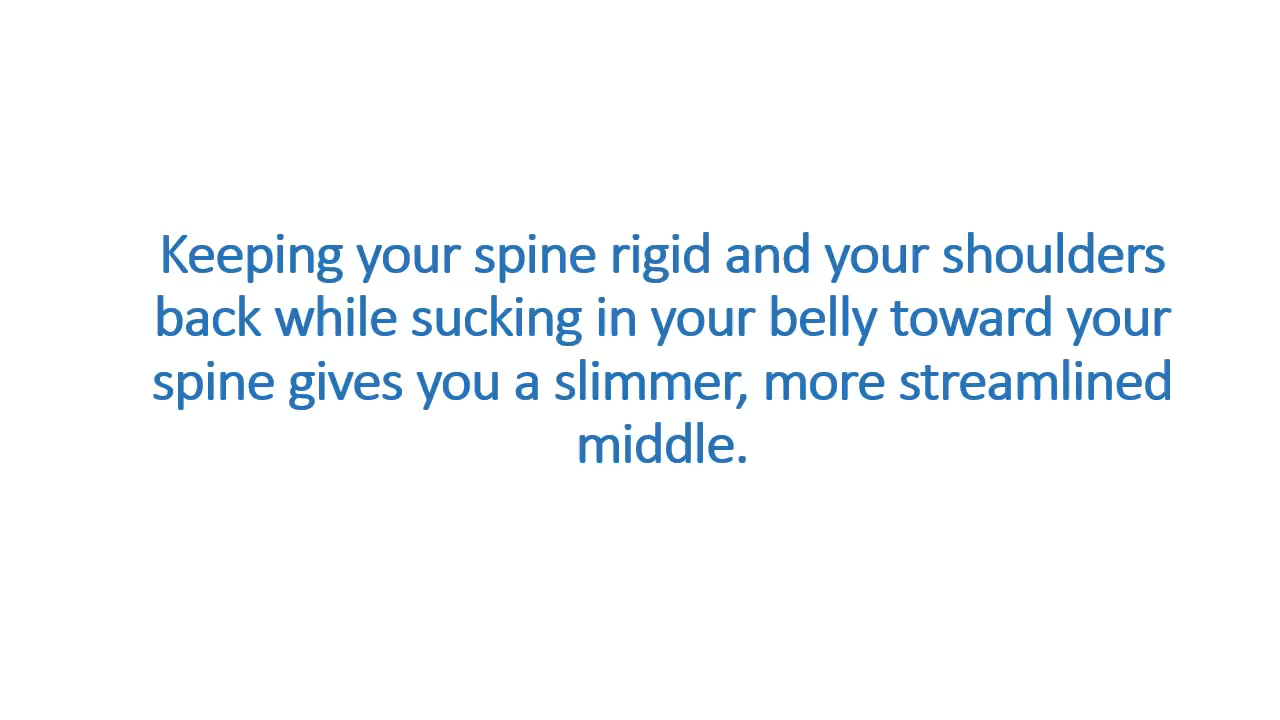 Keeping your spine rigid and your shoulders
back while sucking in your belly toward your
spine gives you a slimmer, more streamlined
middle.